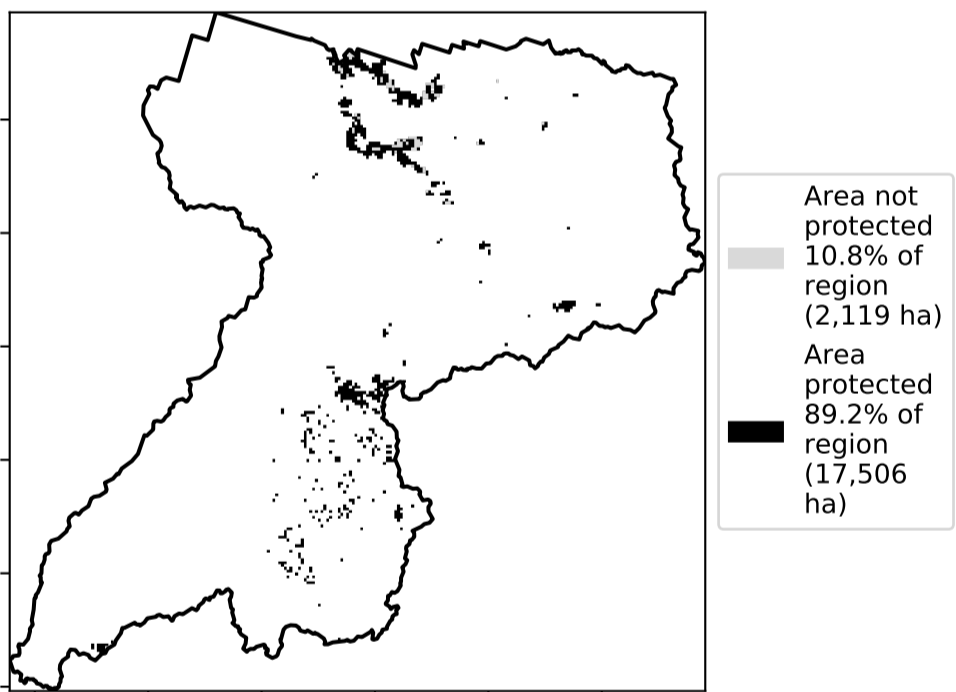 Area not
protected
10.8% of
region
(2,119 ha)
Area
protected
89.2% of
region
(17,506
ha)